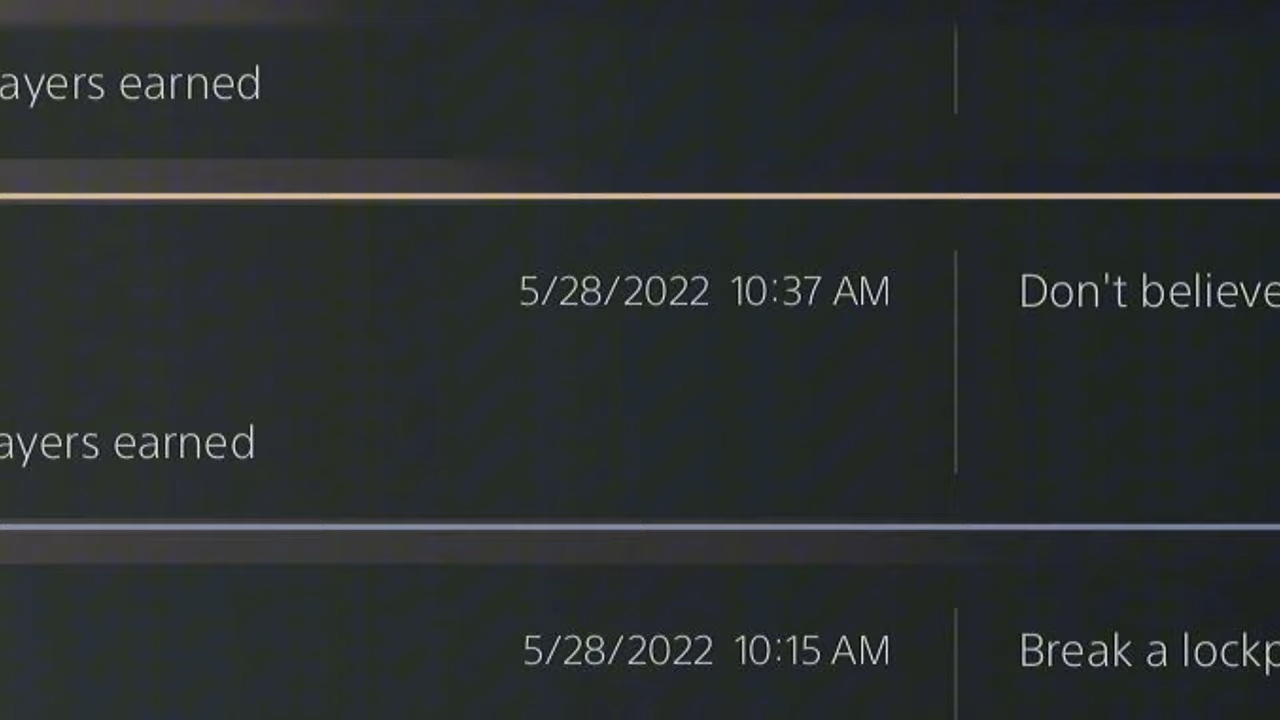 ayers earned
5/28/2022 10:37 AM
Don't believe
ayers earned
5/28/2022 10:15 AM
Break a lockp